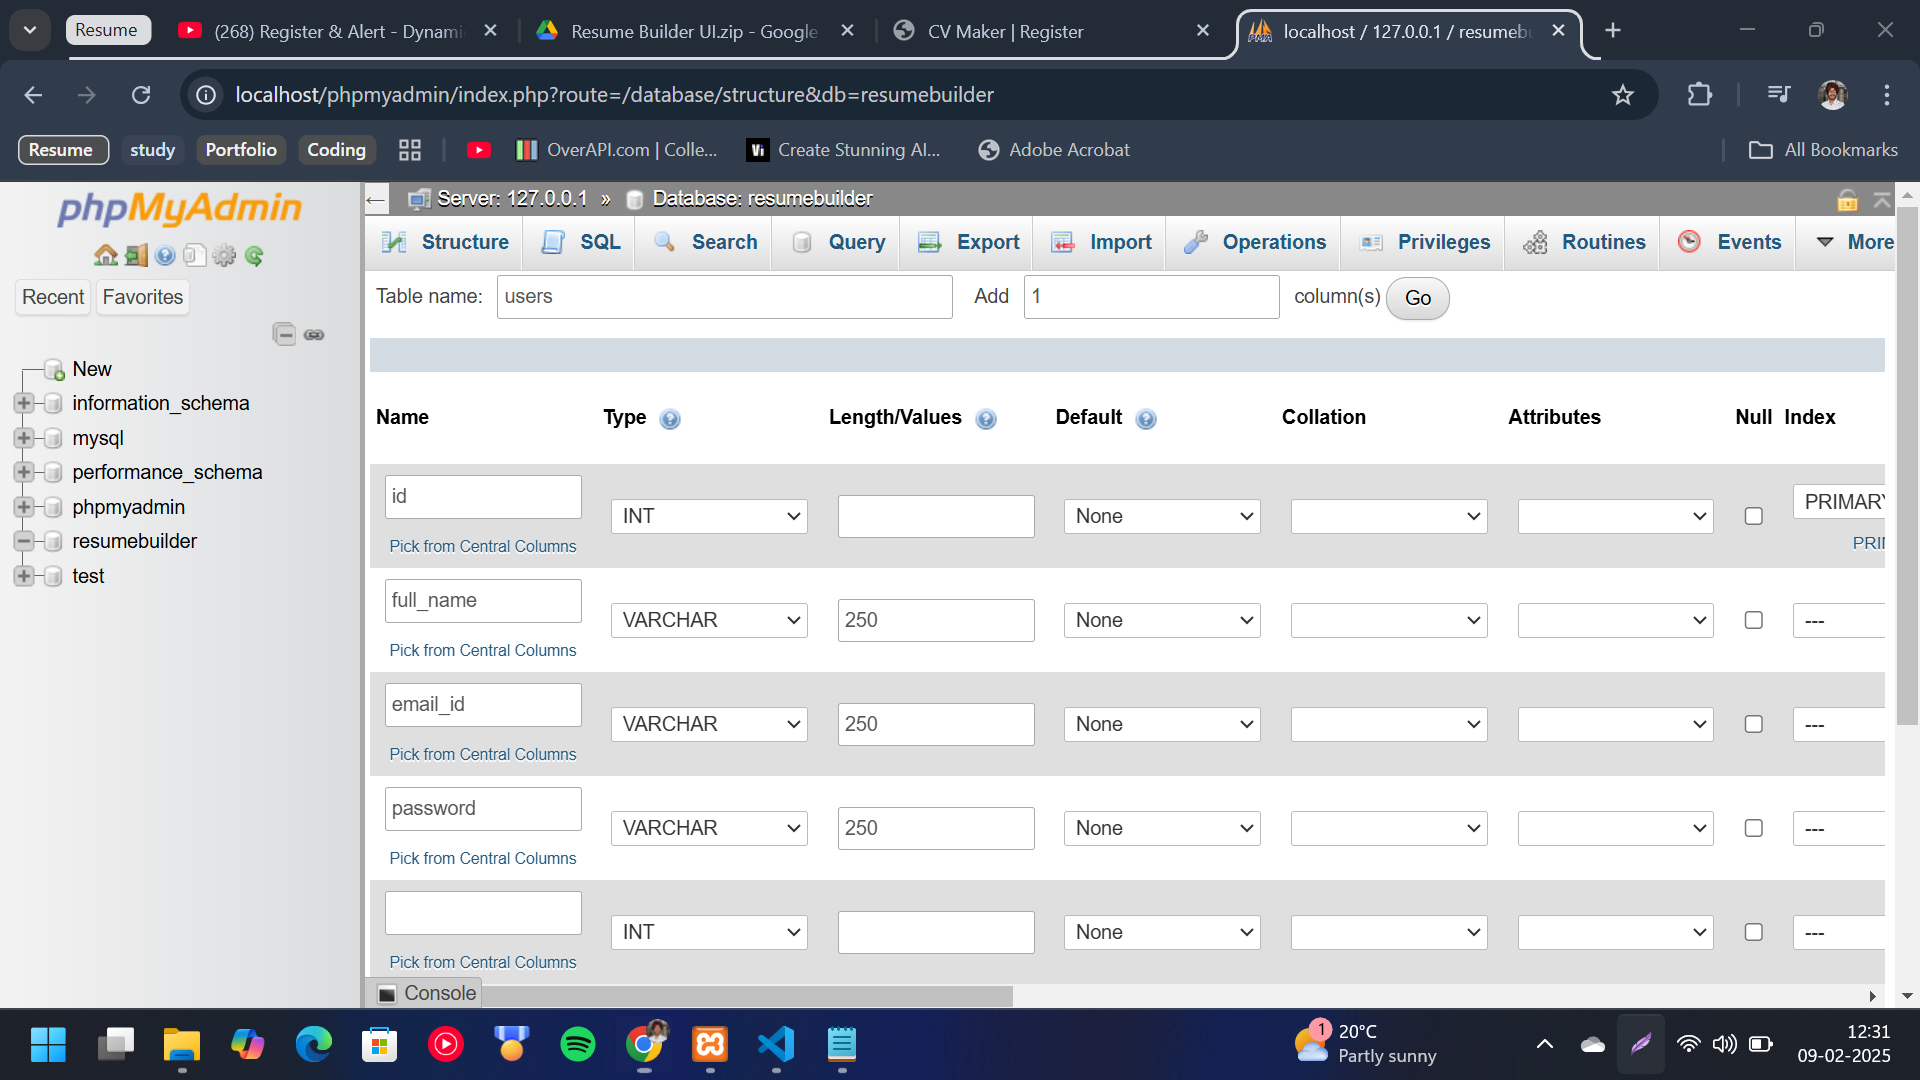 Resume
(268) Register & Alert - Dynami
Resume Builder UI.zip - Google
CV Maker | Register
localhost / 127.0.0.1 / resumebu
localhost/phpmyadmin/index.php?route=/database/structure&db=resumebuilder
Resume
study
Portfolio
Coding
OverAPI.com | Colle...
Vi
Create Stunning AI...
Adobe Acrobat
All Bookmarks
phpMyAdmin
Recent
Favorites
New
information_schema
mysql
performance_schema
phpmyadmin
resumebuilder
test
Server: 127.0.0.1 » Database: resumebuilder
Structure
SQL
Search
Query
Export
Import
Operations
Privileges
Routines
Events
More
Table name: users Add 1 column(s) Go
Name Type Length/Values Default Collation Attributes Null Index
id INT None PRIMARY
Pick from Central Columns PRI
full_name VARCHAR 250 None ---
Pick from Central Columns
email_id VARCHAR 250 None ---
Pick from Central Columns
password VARCHAR 250 None ---
Pick from Central Columns
INT None ---
Pick from Central Columns
Console
1
20°C
Partly sunny
12:31
09-02-2025